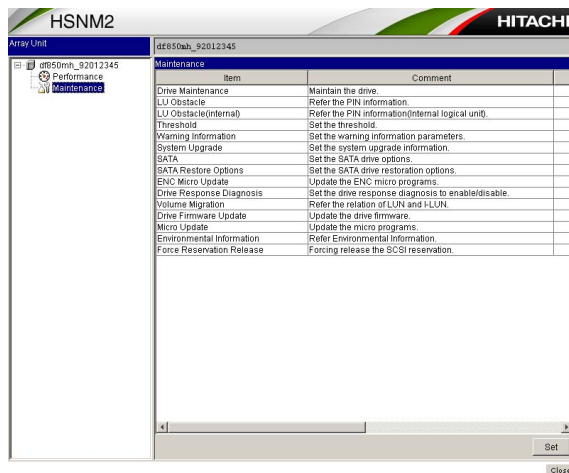 HSNM2
HITACHI
Array Unit
df850mh_92012345
df850mh_92012345
Performance
Maintenance
Maintenance
Item Comment
Drive Maintenance Maintain the drive.
LU Obstacle Refer the PIN information.
LU Obstacle(internal) Refer the PIN information(Internal logical unit).
Threshold Set the threshold.
Warning Information Set the warning information parameters.
System Upgrade Set the system upgrade information.
SATA Set the SATA drive options.
SATA Restore Options Set the SATA drive restoration options.
ENC Micro Update Update the ENC micro programs.
Drive Response Diagnosis Set the drive response diagnosis to enable/disable.
Volume Migration Refer the relation of LUN and I-LUN.
Drive Firmware Update Update the drive firmware.
Micro Update Update the micro programs.
Environmental Information Refer Environmental Information.
Force Reservation Release Forcing release the SCSI reservation.
Set
Close